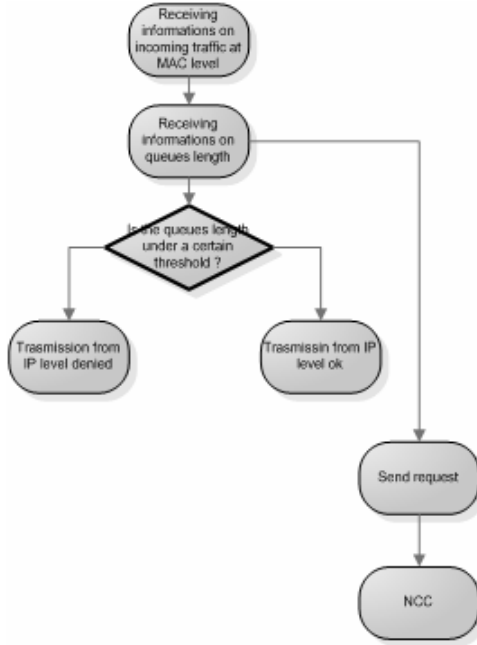 Receiving
informations on
incoming traffic at
MAC level
Receiving
informations on
queues length
Is the queues length
under a certain
threshold ?
Trasmission from
IP level denied
Trasmissin from IP
level ok
Send request
NCC